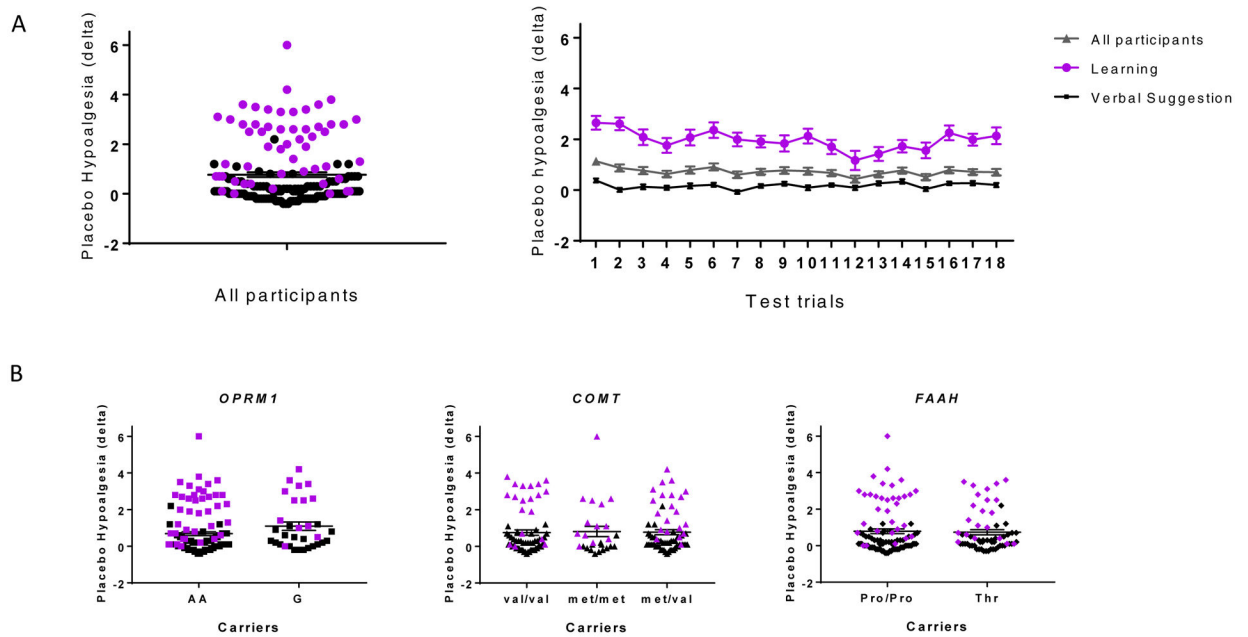 A
Placebo Hypoalgesia (delta)
6
4
2
0
-2
All participants
Placebo Hypoalgesia (delta)
6
4
2
0
-2
1 2 3 4 5 6 7 8 9 10 11 12 13 14 15 16 17 18
Test trials
All participants
Learning
Verbal Suggestion
B
OPRM1
Placebo Hypoalgesia (delta)
6
4
2
0
-2
AA G
Carriers
COMT
Placebo Hypoalgesia (delta)
6
4
2
0
-2
val/val met/met met/val
Carriers
FAAH
Placebo Hypoalgesia (delta)
6
4
2
0
-2
Pro/Pro Thr
Carriers